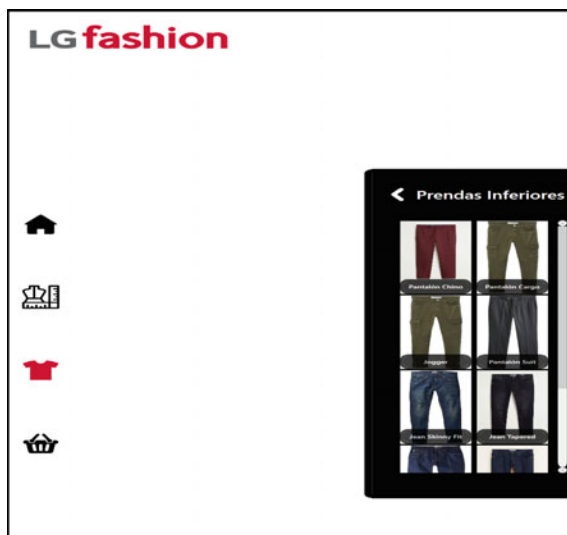 LG fashion
Prendas Inferiores
Pantalón Chino
Pantalón Cargo
Jogger
Pantalón Suit
Jean Skinny Fit
Jean Tapered